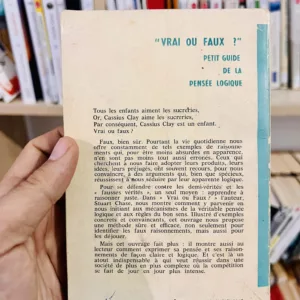 "VRAI OU FAUX ?"
PETIT GUIDE
DE LA
PENSÉE LOGIQUE
Tous les enfants aiment les sucreries,
Or, Cassius Clay aime les sucreries,
Par conséquent, Cassius Clay est un enfant.
Vrai ou faux ?
Faux, bien sûr. Pourtant la vie quotidienne nous
offre constamment de tels exemples de raisonne-
ments qui, pour être moins absurdes en apparence,
n'en sont pas moins tout aussi erronés. Ceux qui
cherchent à nous faire adopter leurs produits, leurs
idées, leurs préjugés, ont souvent recours, pour nous
convaincre, à des arguments qui, bien que spécieux,
réussissent à nous séduire par leur apparente logique.
Pour se défendre contre les demi-vérités et les
« fausses vérités », un seul moyen : apprendre à
raisonner juste. Dans « Vrai ou Faux ? » l'auteur,
Stuart Chase, nous montre comment y parvenir en
nous initiant aux mécanismes de la véritable pensée
logique et aux règles du bon sens. Illustré d'exemples
concrets et convaincants, cet ouvrage nous propose
une méthode sûre et efficace, non seulement pour
identifier les faux raisonnements, mais aussi pour
les déjouer.
Mais cet ouvrage fait plus : il montre aussi au
lecteur comment exprimer sa pensée et ses raison-
nements de façon claire et logique. Et c'est là un
atout indispensable à qui veut réussir dans une
société de plus en plus complexe où la compétition
se fait de jour en jour plus intense.